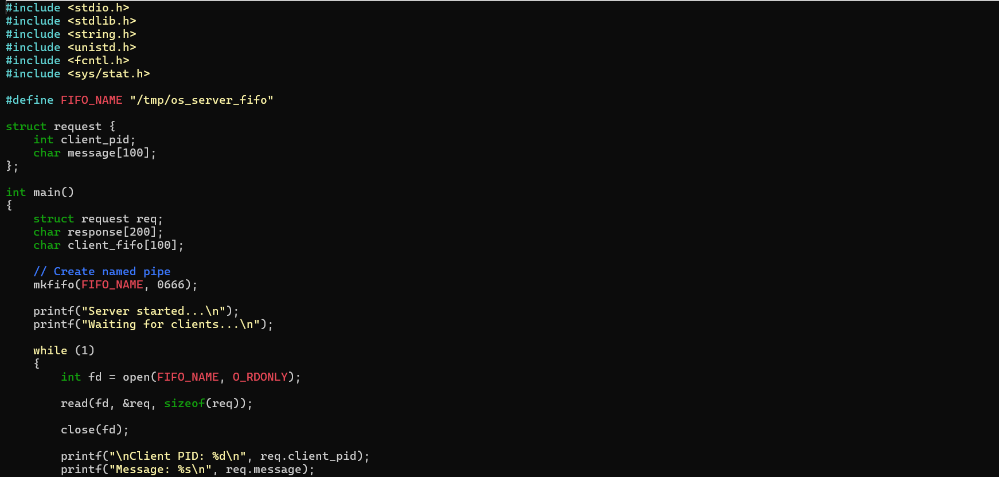 #include <stdio.h>
#include <stdlib.h>
#include <string.h>
#include <unistd.h>
#include <fcntl.h>
#include <sys/stat.h>

#define FIFO_NAME "/tmp/os_server_fifo"

struct request {
    int client_pid;
    char message[100];
};

int main()
{
    struct request req;
    char response[200];
    char client_fifo[100];

    // Create named pipe
    mkfifo(FIFO_NAME, 0666);

    printf("Server started...\n");
    printf("Waiting for clients...\n");

    while (1)
    {
        int fd = open(FIFO_NAME, O_RDONLY);

        read(fd, &req, sizeof(req));

        close(fd);

        printf("\nClient PID: %d\n", req.client_pid);
        printf("Message: %s\n", req.message);